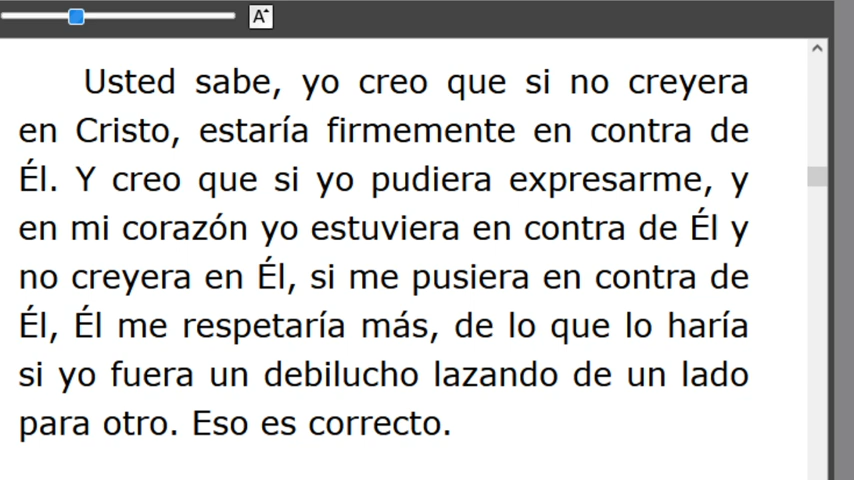 A
Usted sabe, yo creo que si no creyera
en Cristo, estaría firmemente en contra de
Él. Y creo que si yo pudiera expresarme, y
en mi corazón yo estuviera en contra de Él y
no creyera en Él, si me pusiera en contra de
Él, Él me respetaría más, de lo que lo haría
si yo fuera un debilucho lazando de un lado
para otro. Eso es correcto.